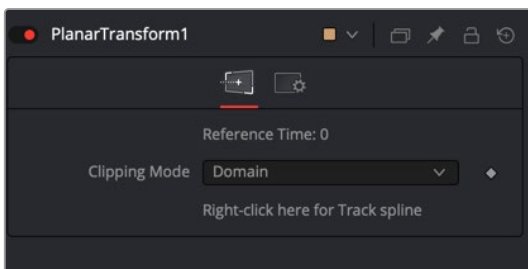 PlanarTransform1
Reference Time: 0
Clipping Mode Domain
Right-click here for Track spline